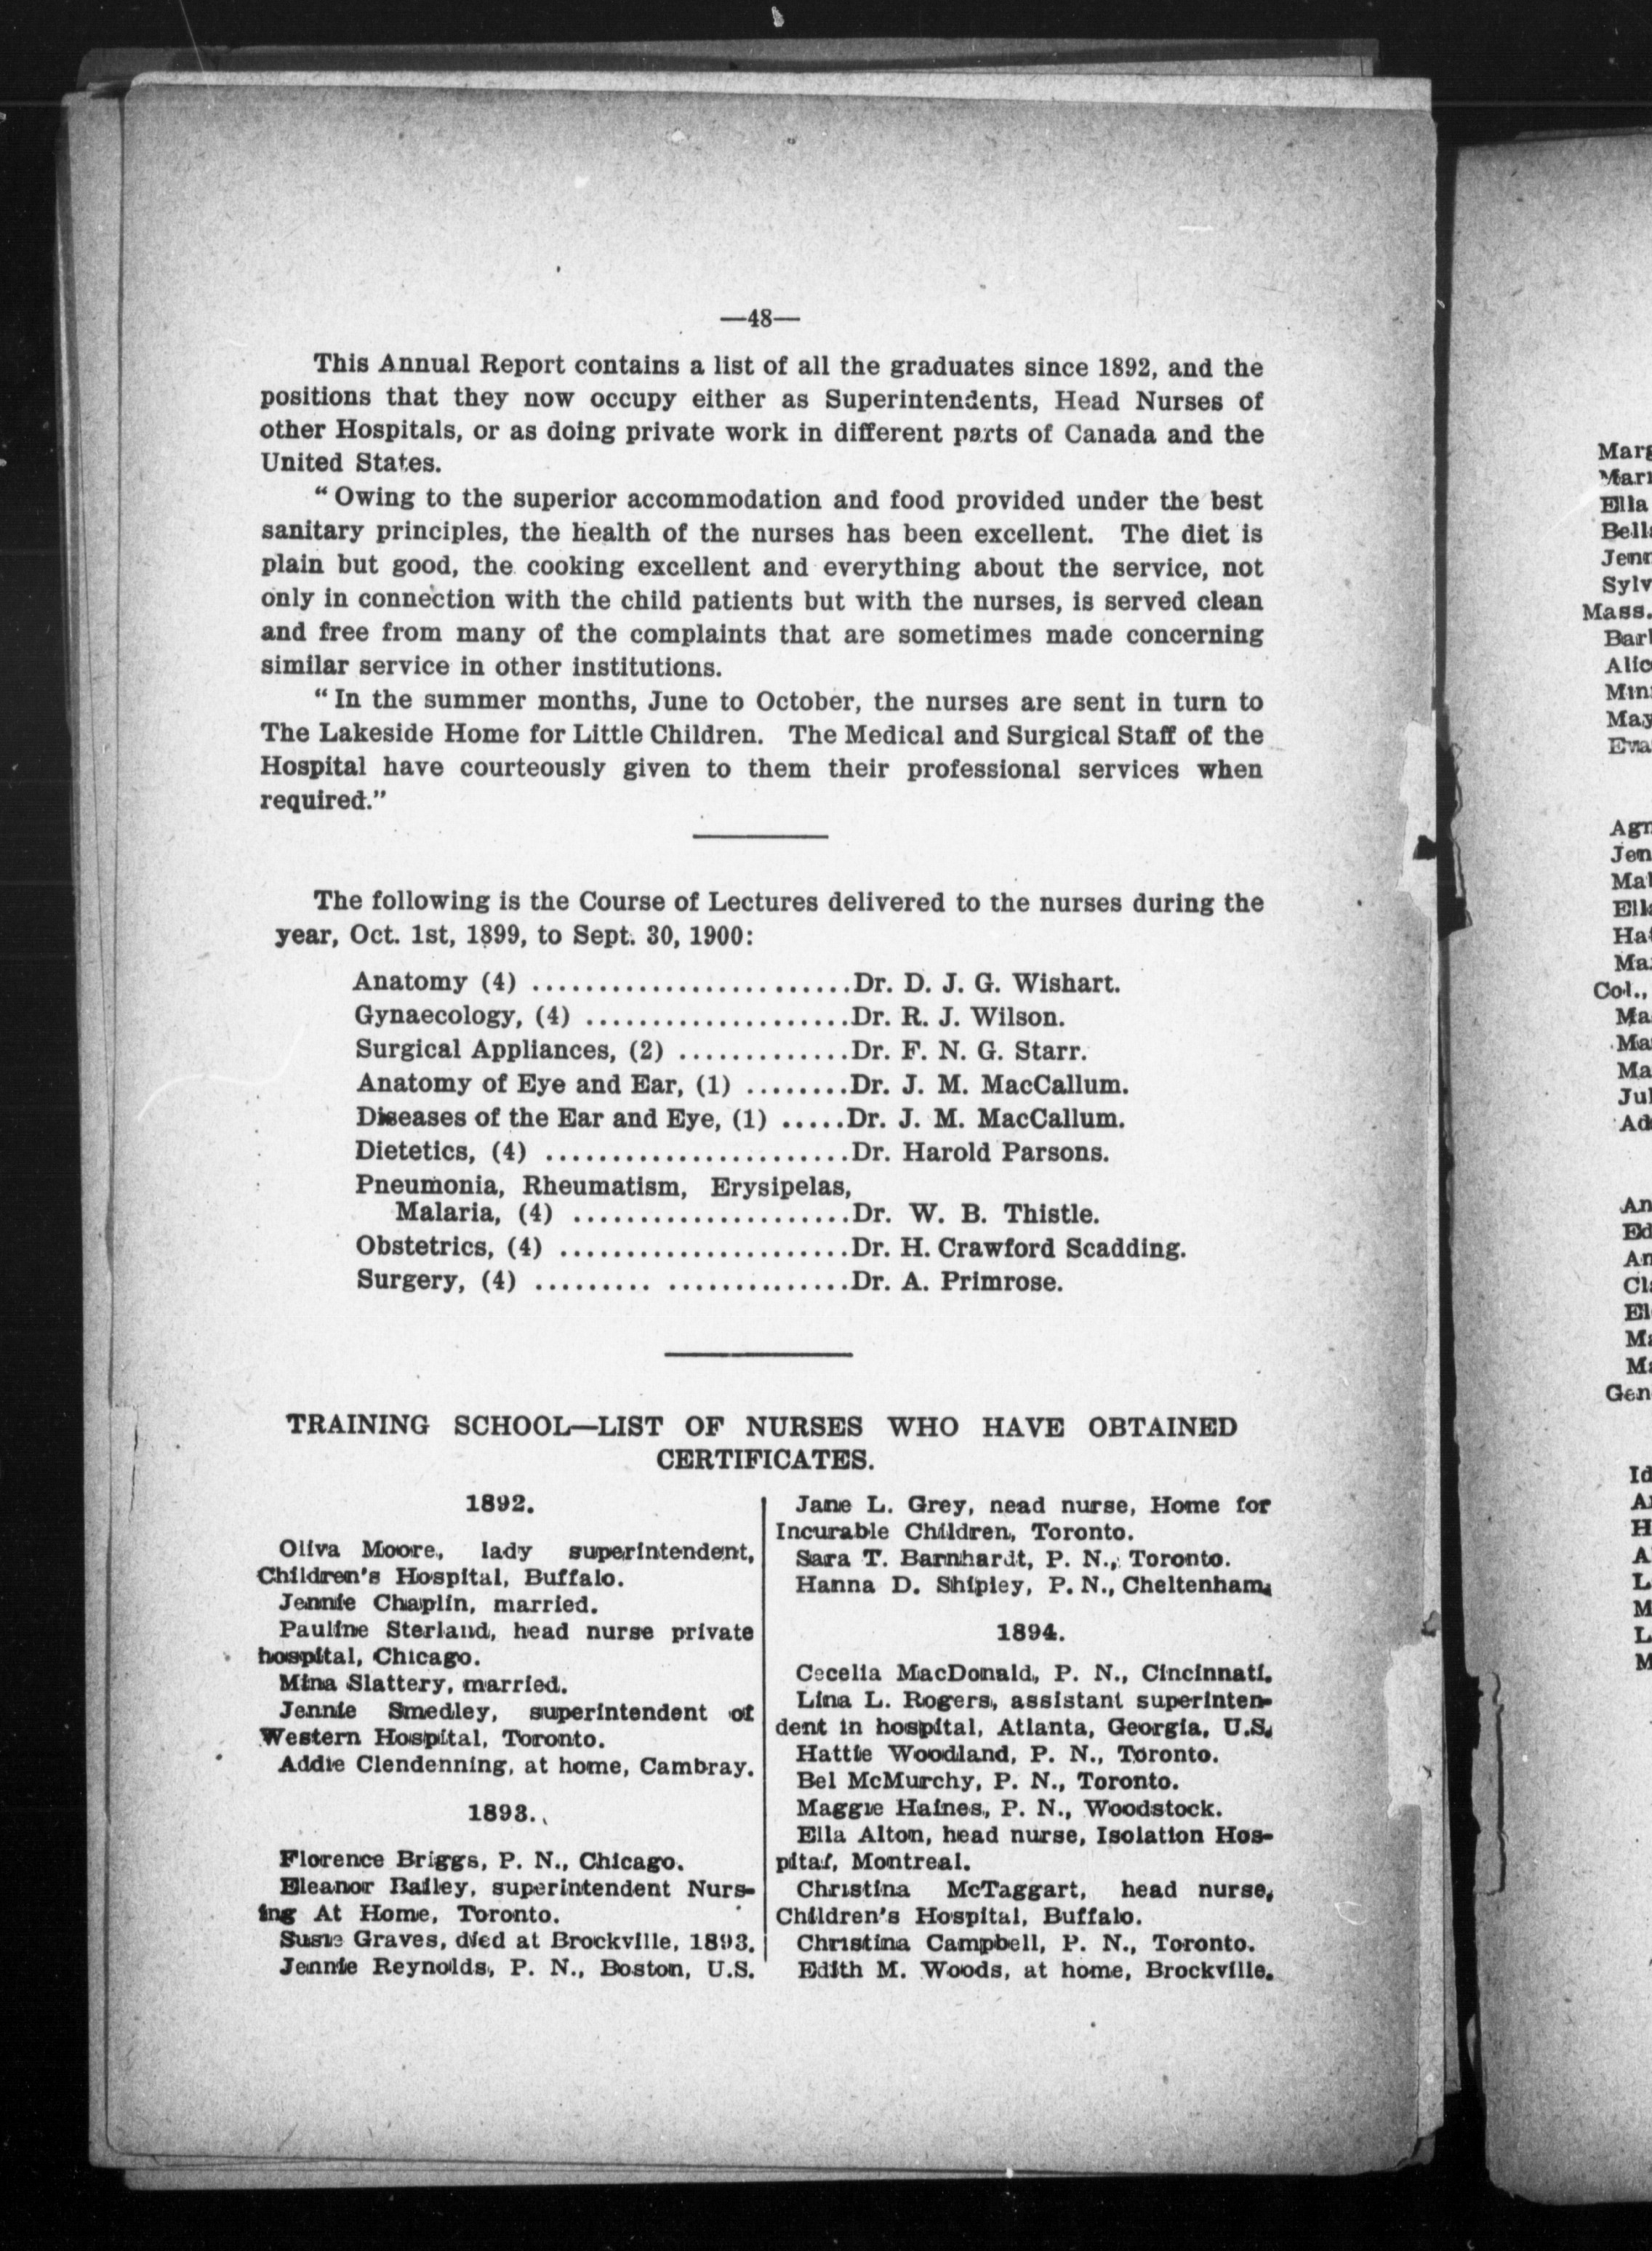 —48—
This Annual Report contains a list of all the graduates since 1892, and the
positions that they now occupy either as Superintendents, Head Nurses of
other Hospitals, or as doing private work in different parts of Canada and the
United States.
“ Owing to the superior accommodation and food provided under the best
sanitary principles, the health of the nurses has been excellent. The diet is
plain but good, the cooking excellent and everything about the service, not
only in connection with the child patients but with the nurses, is served clean
and free from many of the complaints that are sometimes made concerning
similar service in other institutions.
“ In the summer months, June to October, the nurses are sent in turn to
The Lakeside Home for Little Children. The Medical and Surgical Staff of the
Hospital have courteously given to them their professional services when
required.”
The following is the Course of Lectures delivered to the nurses during the
year, Oct. 1st, 1899, to Sept. 30, 1900:
Anatomy (4) ........................Dr. D. J. G. Wishart.
Gynaecology, (4) ....................Dr. R. J. Wilson.
Surgical Appliances, (2) .............Dr. F. N. G. Starr.
Anatomy of Eye and Ear, (1) ........Dr. J. M. MacCallum.
Diseases of the Ear and Eye, (1) .....Dr. J. M. MacCallum.
Dietetics, (4) .......................Dr. Harold Parsons.
Pneumonia, Rheumatism, Erysipelas,
Malaria, (4) .....................Dr. W. B. Thistle.
Obstetrics, (4) ......................Dr. H. Crawford Scadding.
Surgery, (4) ......... ..............Dr. A. Primrose.
TRAINING SCHOOL—LIST OF NURSES WHO HAVE OBTAINED
CERTIFICATES.
1892.
Oliva Moore, lady superintendent,
Children's Hospital, Buffalo.
Jennie Chaplin, married.
Pauline Sterland, head nurse private
hospital, Chicago.
Mina Slattery, married.
Jennie Smedley, superintendent of
Western Hospital, Toronto.
Addie Clendenning, at home, Cambray.
1893.
Florence Briggs, P. N., Chicago.
Eleanor Bailey, superintendent Nurs-
ing At Home, Toronto.
Susie Graves, died at Brockville, 1893.
Jennie Reynolds, P. N., Boston, U.S.
Jane L. Grey, nead nurse, Home for
Incurable Children, Toronto.
Sara T. Barnhardt, P. N., Toronto.
Hanna D. Shipley, P. N., Cheltenham.
1894.
Cecelia MacDonald, P. N., Cincinnati.
Lina L. Rogers, assistant superinten-
dent in hospital, Atlanta, Georgia, U.S.
Hattie Woodland, P. N., Toronto.
Bel McMurchy, P. N., Toronto.
Maggie Haines, P. N., Woodstock.
Ella Alton, head nurse, Isolation Hos-
pital, Montreal.
Christina McTaggart, head nurse,
Children's Hospital, Buffalo.
Christina Campbell, P. N., Toronto.
Edith M. Woods, at home, Brockville.
Ella
Mass.
May
Col.,